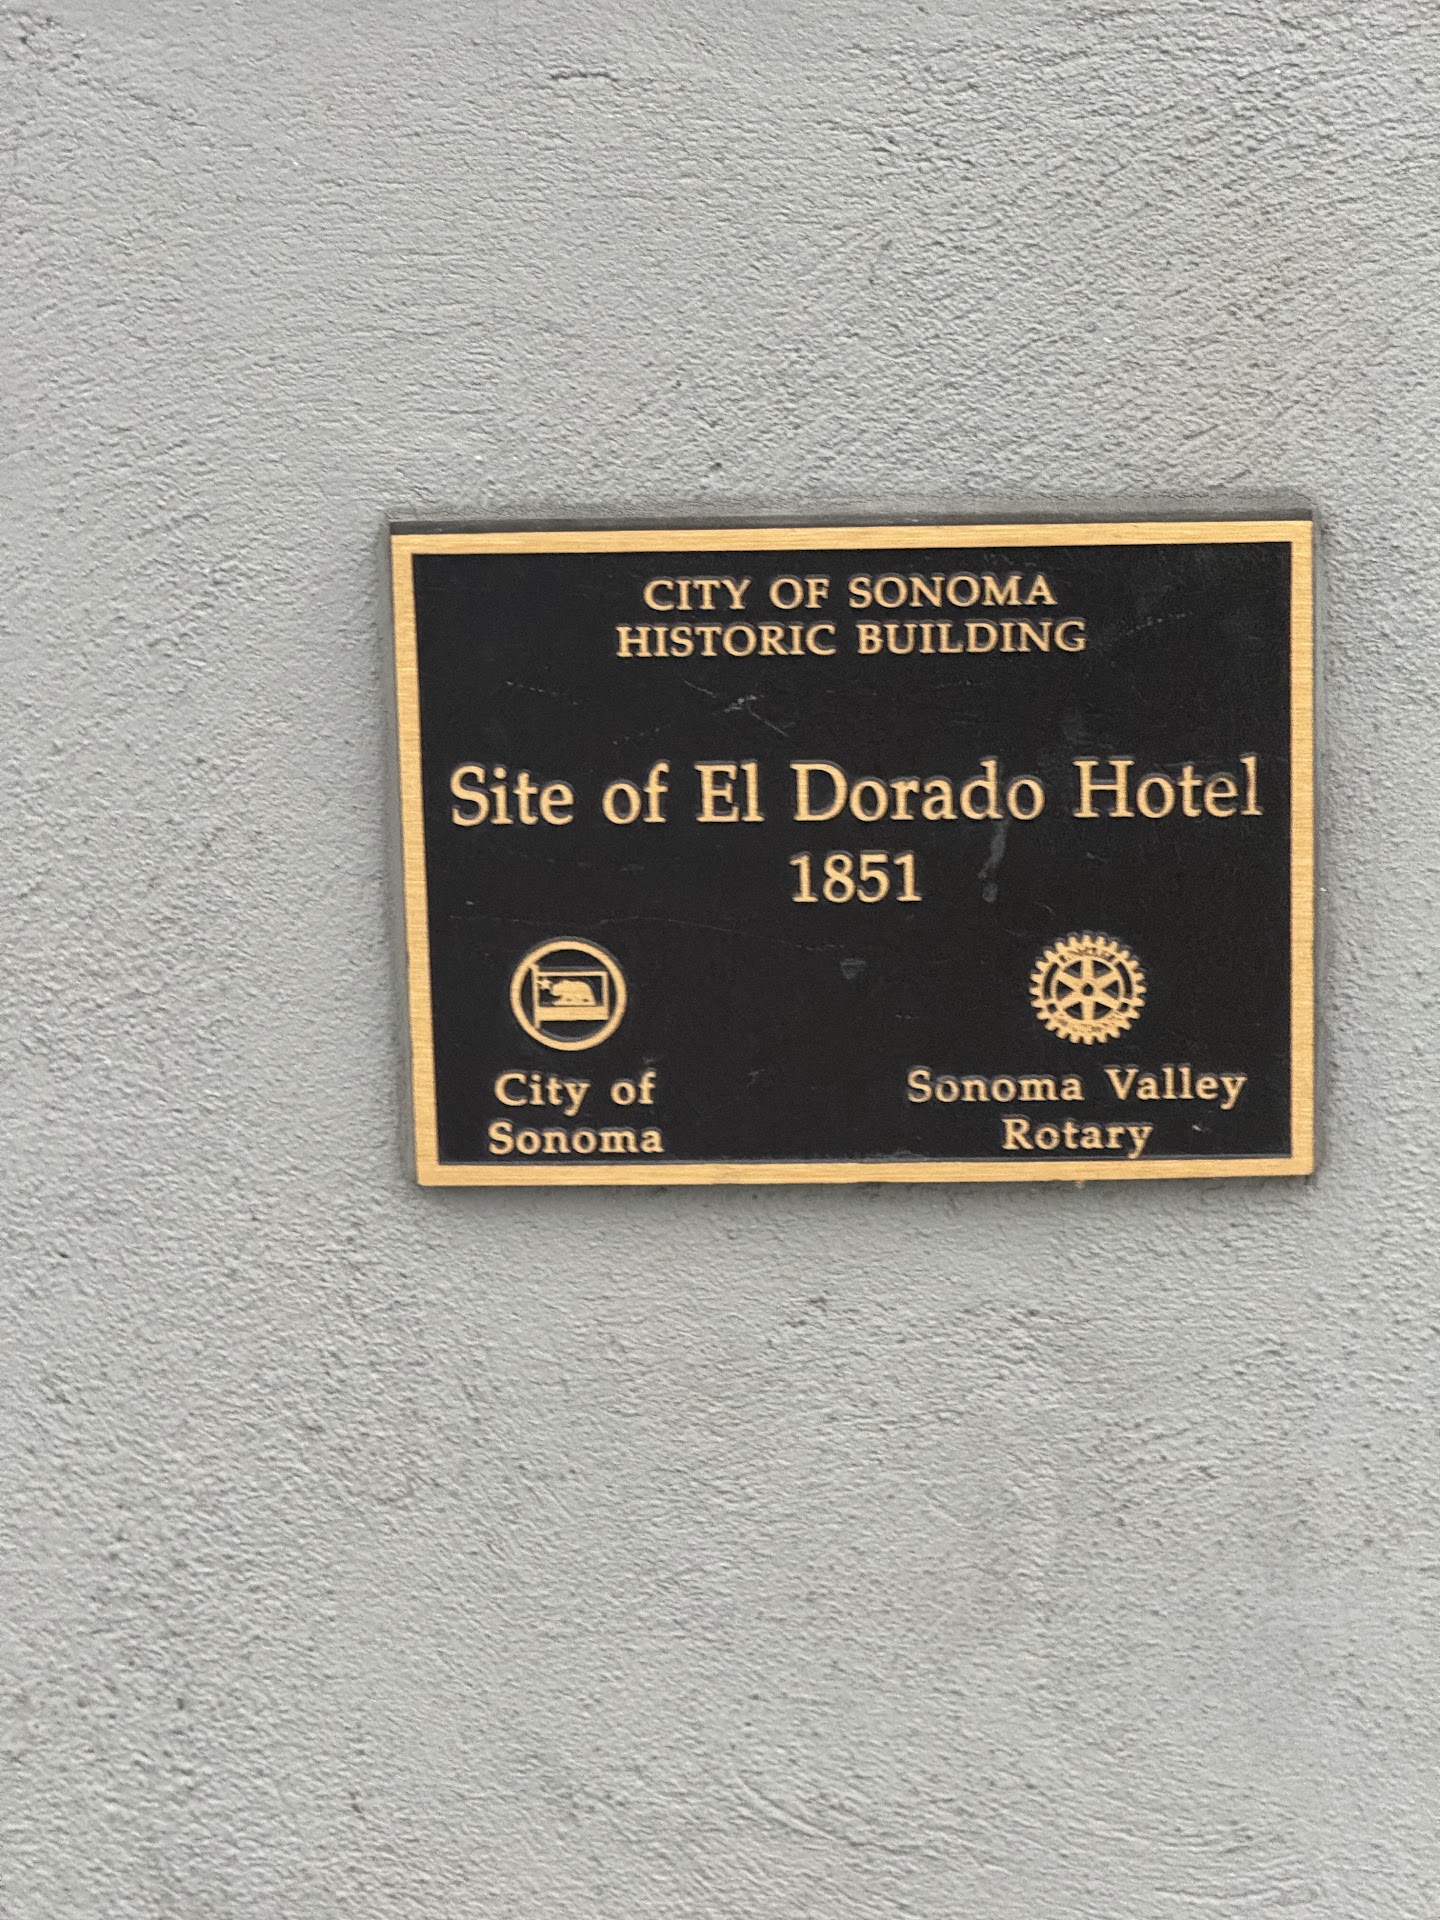 CITY OF SONOMA
HISTORIC BUILDING
Site of El Dorado Hotel
1851
City of
Sonoma
Sonoma Valley
Rotary